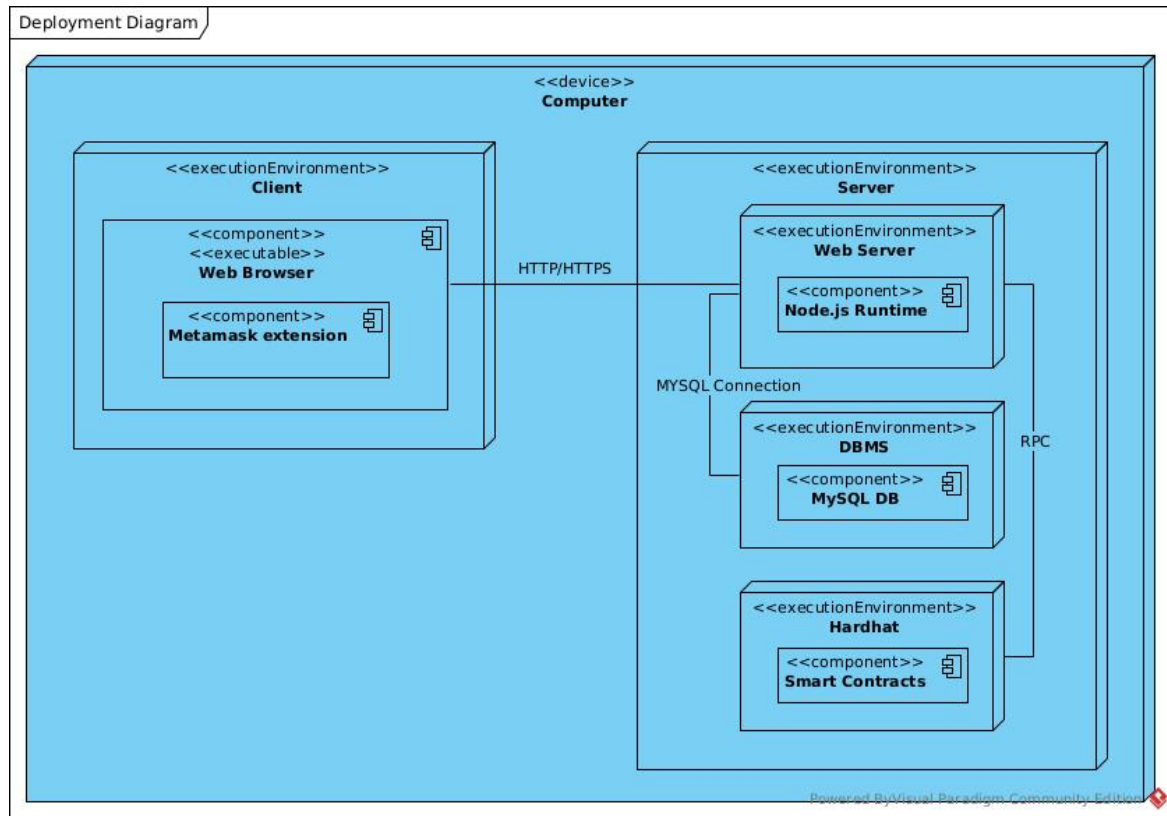 Deployment Diagram
<<device>>
Computer
<<executionEnvironment>>
Client
<<component>>
<<executable>>
Web Browser
<<component>>
Metamask extension
HTTP/HTTPS
<<executionEnvironment>>
Server
<<executionEnvironment>>
Web Server
<<component>>
Node.js Runtime
MYSQL Connection
<<executionEnvironment>>
DBMS
<<component>>
MySQL DB
RPC
<<executionEnvironment>>
Hardhat
<<component>>
Smart Contracts
Powered ByVisual Paradigm Community Edition